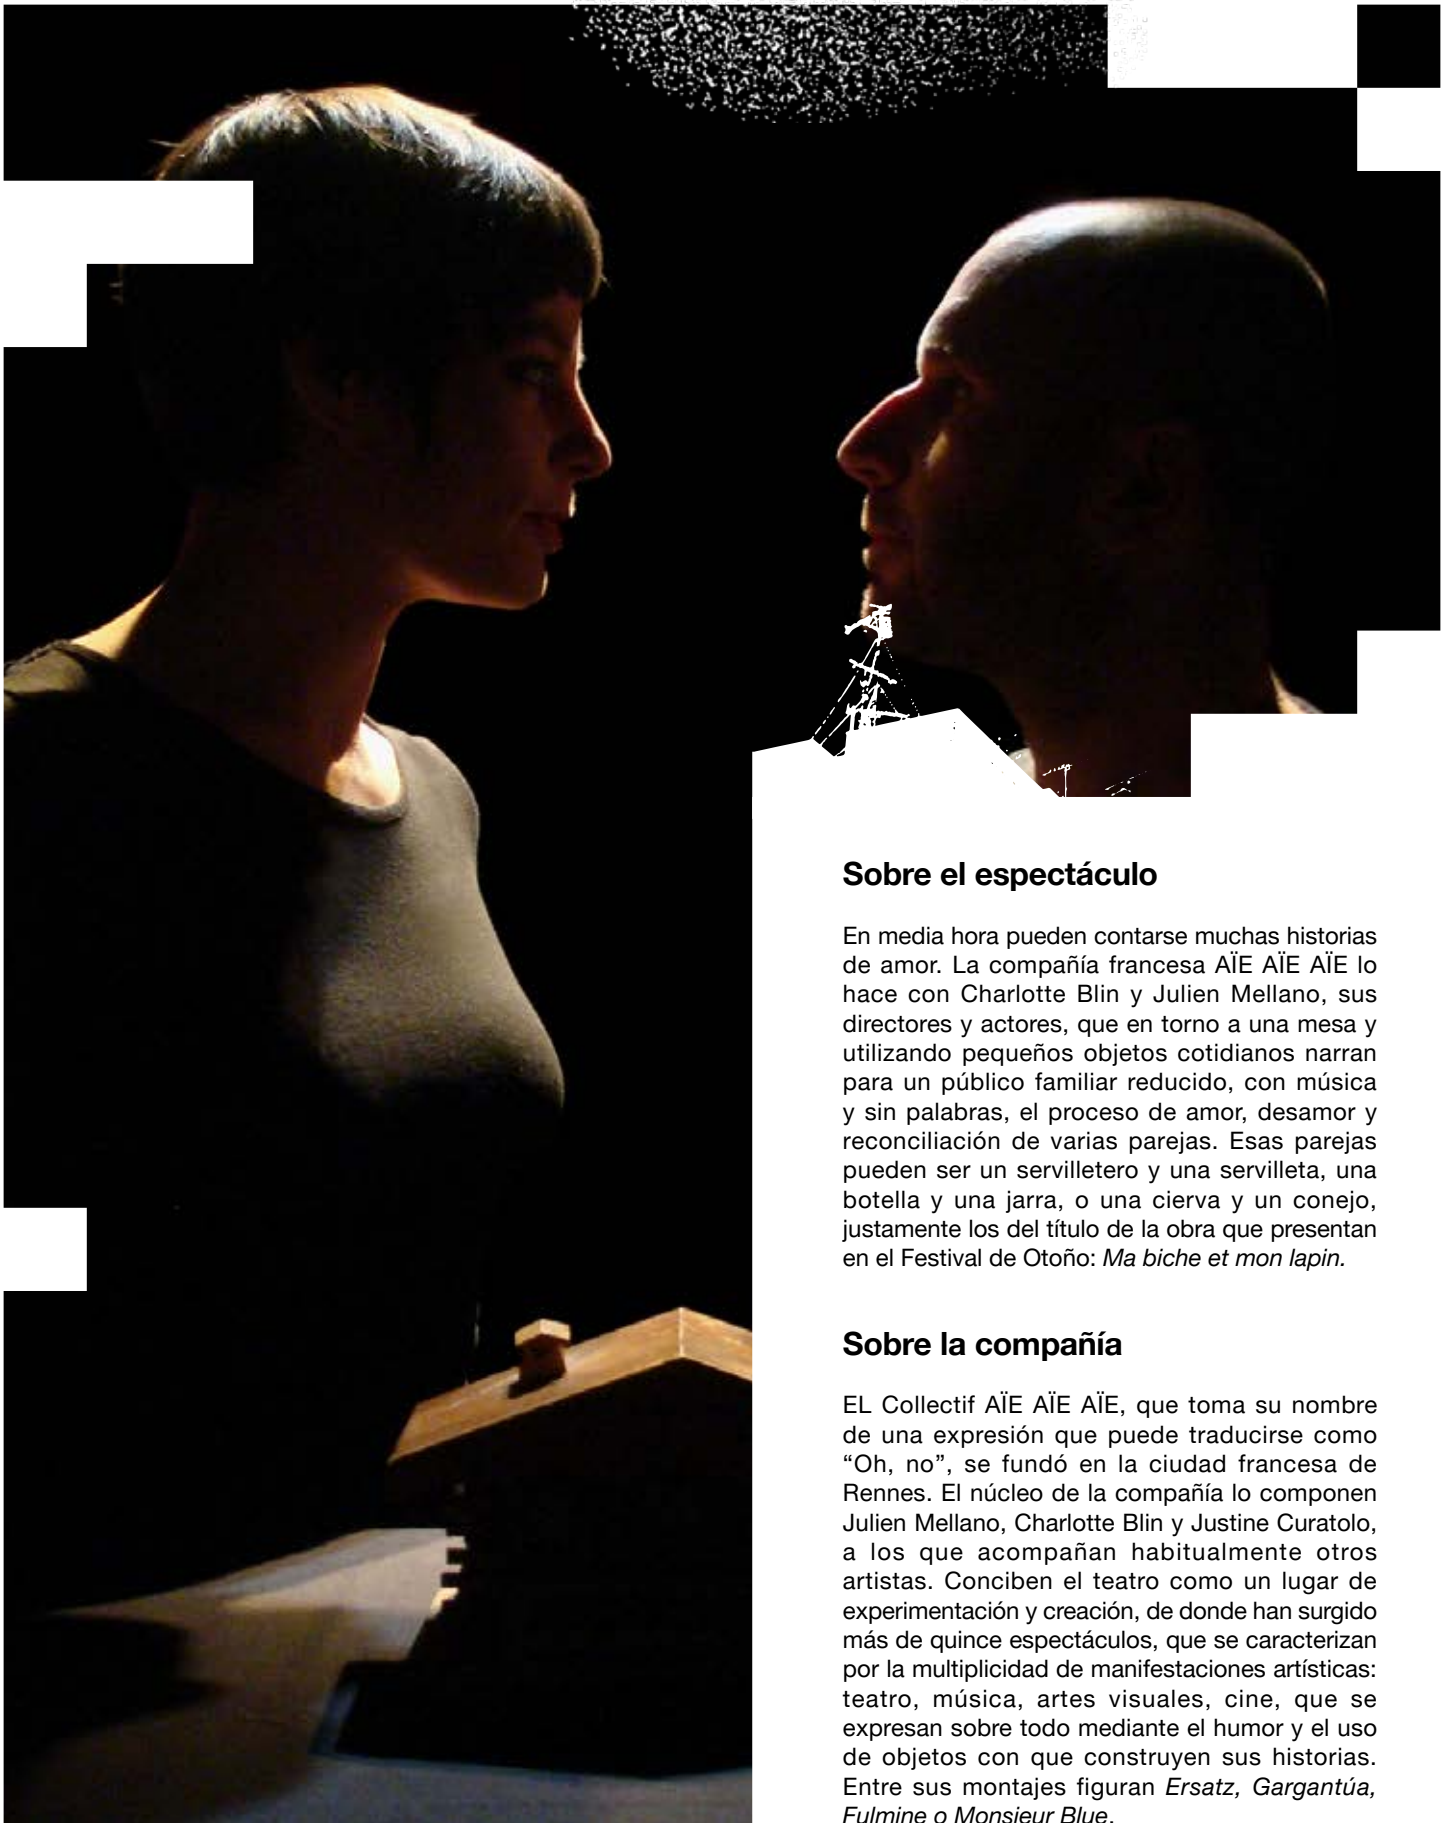 Sobre el espectáculo
En media hora pueden contarse muchas historias
de amor. La compañía francesa AÏE AÏE AÏE lo
hace con Charlotte Blin y Julien Mellano, sus
directores y actores, que en torno a una mesa y
utilizando pequeños objetos cotidianos narran
para un público familiar reducido, con música
y sin palabras, el proceso de amor, desamor y
reconciliación de varias parejas. Esas parejas
pueden ser un servilletero y una servilleta, una
botella y una jarra, o una cierva y un conejo,
justamente los del título de la obra que presentan
en el Festival de Otoño: Ma biche et mon lapin.
Sobre la compañía
EL Collectif AÏE AÏE AÏE, que toma su nombre
de una expresión que puede traducirse como
“Oh, no”, se fundó en la ciudad francesa de
Rennes. El núcleo de la compañía lo componen
Julien Mellano, Charlotte Blin y Justine Curatolo,
a los que acompañan habitualmente otros
artistas. Conciben el teatro como un lugar de
experimentación y creación, de donde han surgido
más de quince espectáculos, que se caracterizan
por la multiplicidad de manifestaciones artísticas:
teatro, música, artes visuales, cine, que se
expresan sobre todo mediante el humor y el uso
de objetos con que construyen sus historias.
Entre sus montajes figuran Ersatz, Gargantúa,
Fulmine o Monsieur Blue.